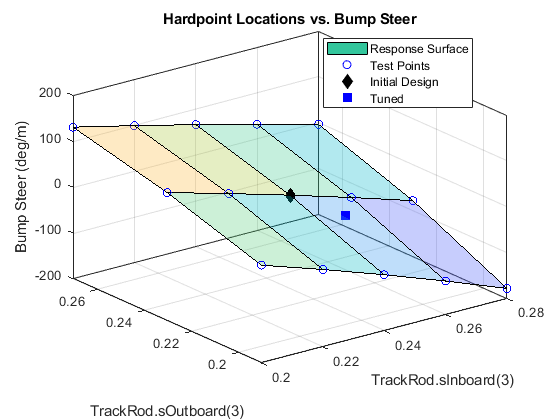 Hardpoint Locations vs. Bump Steer
Response Surface
Test Points
Initial Design
Tuned
200
100
0
-100
-200
Bump Steer (deg/m)
0.26
0.24
0.22
0.2
TrackRod.sOutboard(3)
0.2
0.22
0.24
0.26
0.28
TrackRod.sInboard(3)